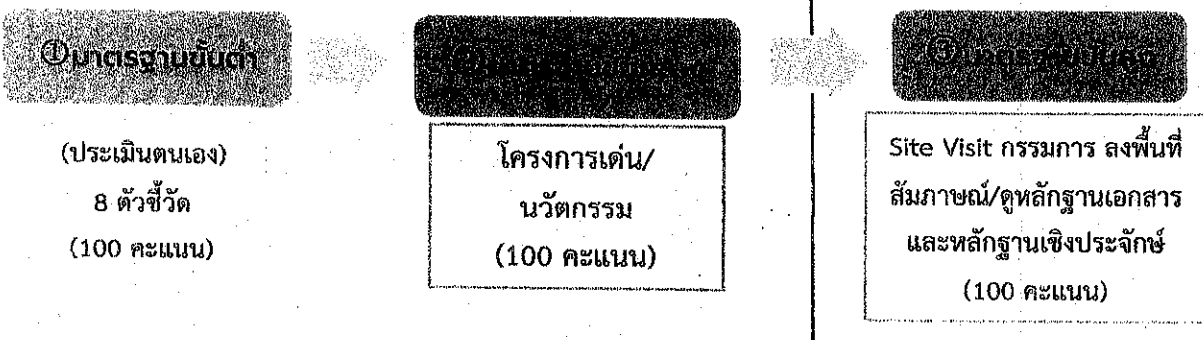 ①มาตรฐานขั้นต่ำ
(ประเมินตนเอง)
8 ตัวชี้วัด
(100 คะแนน)
โครงการเด่น/
นวัตกรรม
(100 คะแนน)
Site Visit กรรมการ ลงพื้นที่
สัมภาษณ์/ดูหลักฐานเอกสาร
และหลักฐานเชิงประจักษ์
(100 คะแนน)